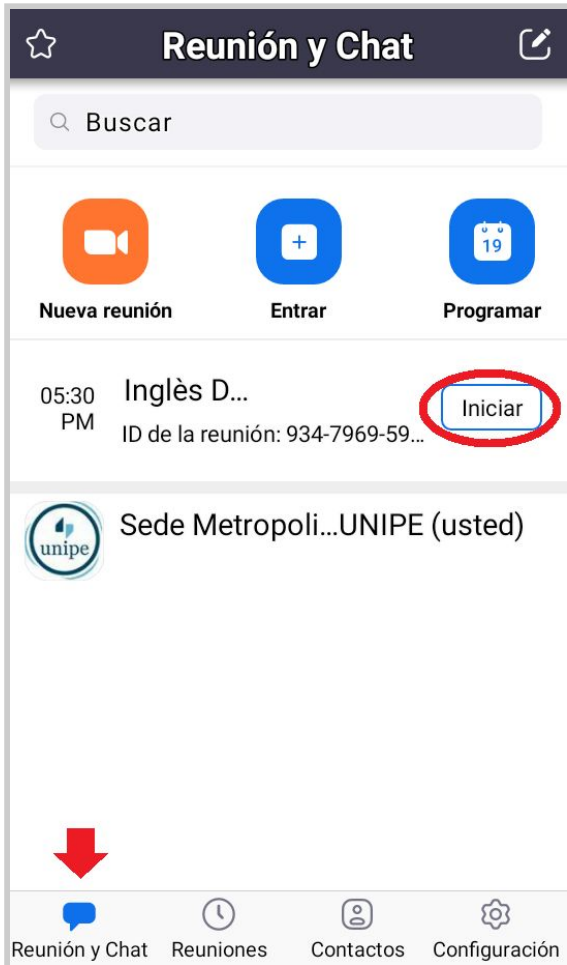 Reunión y Chat
Buscar
19
Nueva reunión
Entrar
Programar
05:30 PM
Inglès D...
ID de la reunión: 934-7969-59...
Iniciar
unipe
Sede Metropoli...UNIPE (usted)
Reunión y Chat
Reuniones
Contactos
Configuración